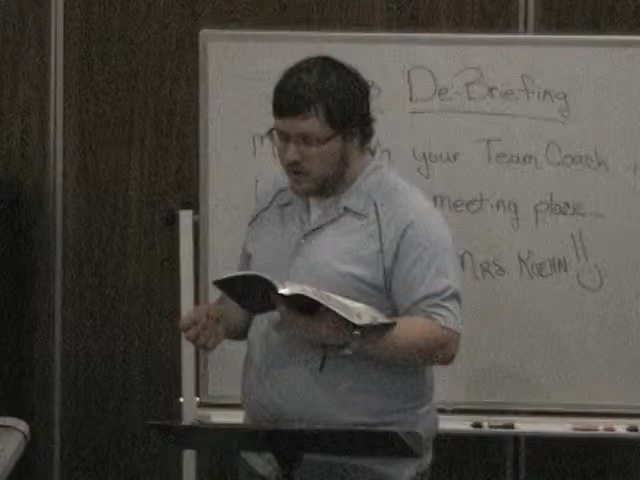 De-Briefing
your Team Coach,
meeting place
Mrs. Koehn!!